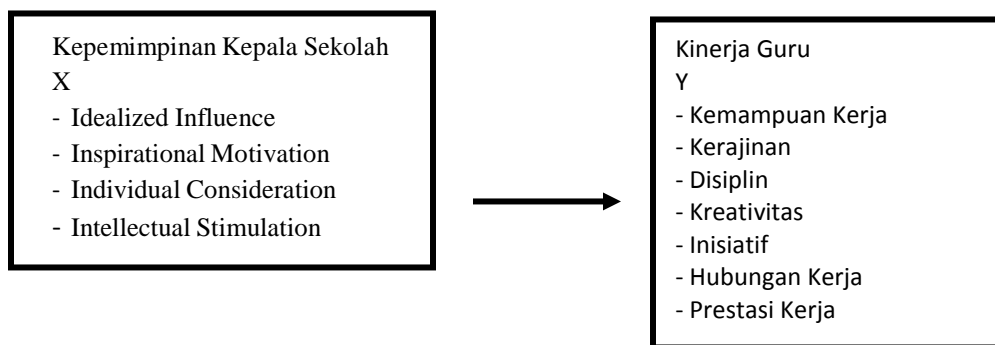 Kepemimpinan Kepala Sekolah
X
- Idealized Influence
- Inspirational Motivation
- Individual Consideration
- Intellectual Stimulation
Kinerja Guru
Y
- Kemampuan Kerja
- Kerajinan
- Disiplin
- Kreativitas
- Inisiatif
- Hubungan Kerja
- Prestasi Kerja